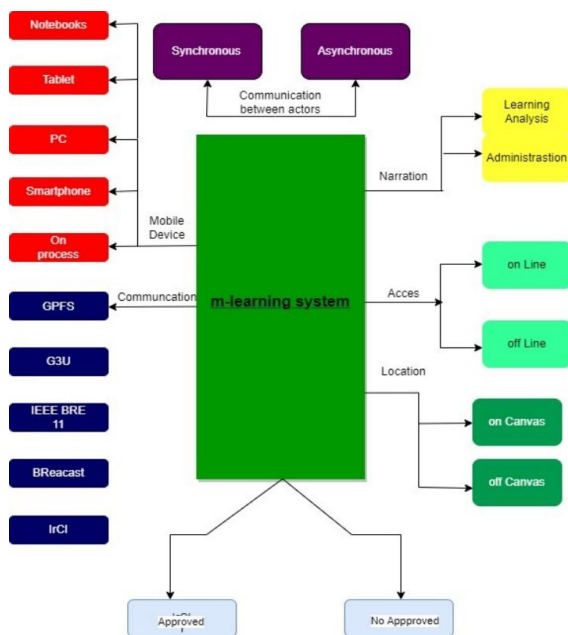 Notebooks
Tablet
PC
Smartphone
On
process
GPFS
G3U
IEEE BRE
11
BReacast
IrCI
Synchronous
Asynchronous
Communication
between actors
Mobile
Device
Communcation
m-learning system
Narration
Acces
Location
Learning
Analysis
Administrastion
on Line
off Line
on Canvas
off Canvas
Approved
No Appproved